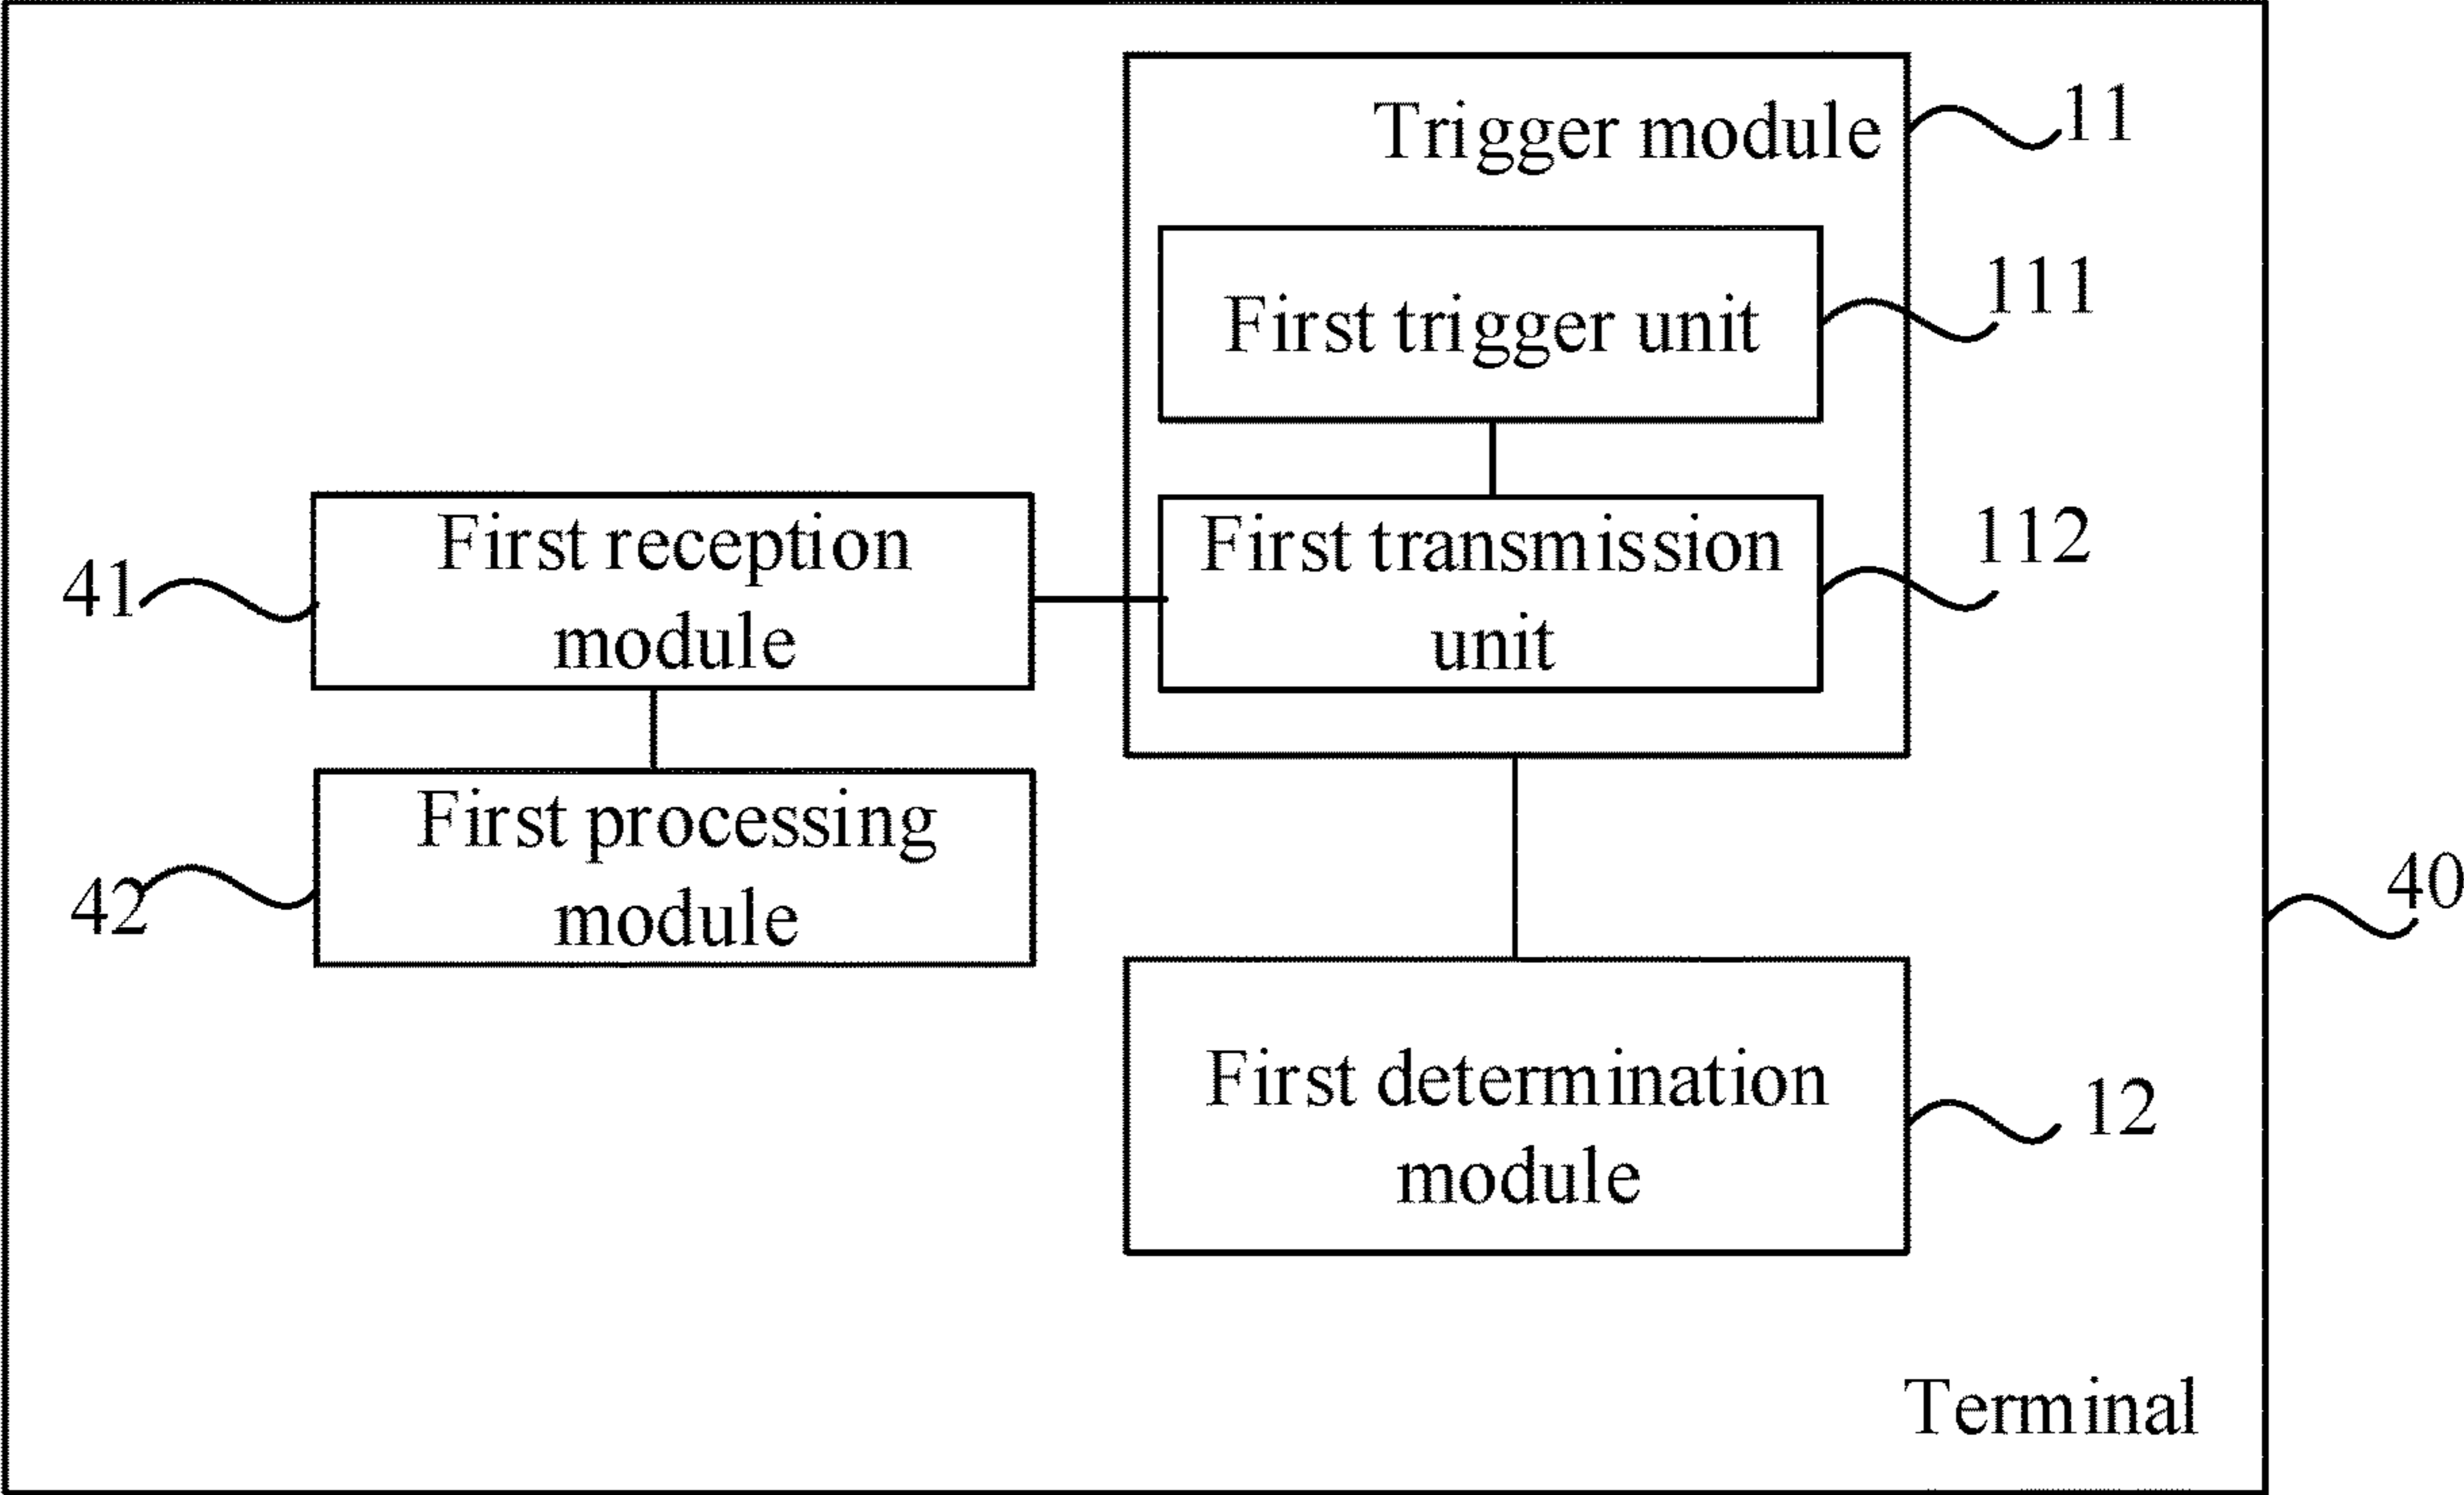 Trigger module
11
First trigger unit
111
First reception
module
41
First transmission
unit
112
First processing
module
42
40
First determination
module
12
Terminal